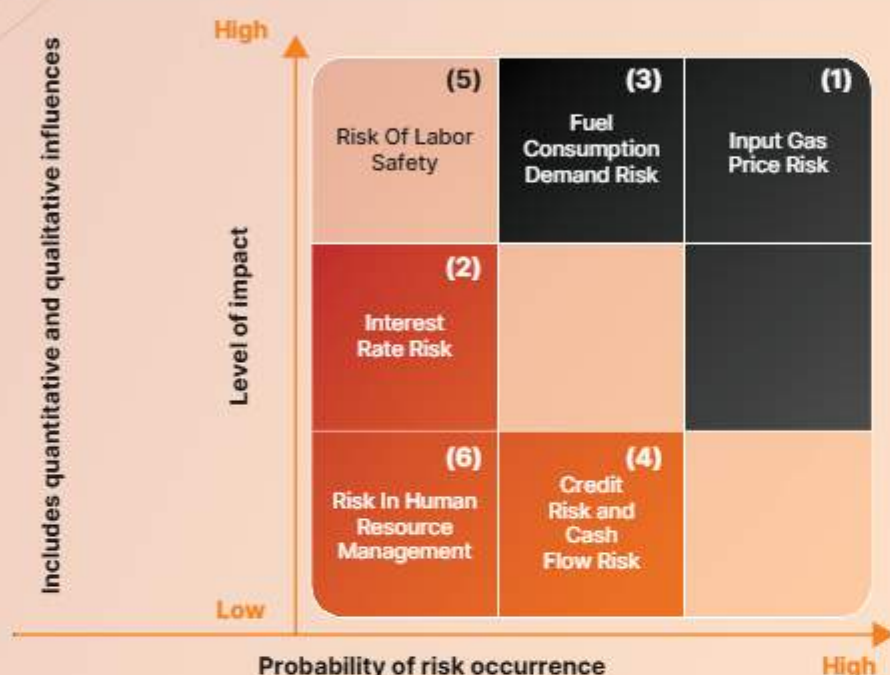 Includes quantitative and qualitative influences
Level of impact
High
(5)
Risk Of Labor
Safety
(3)
Fuel
Consumption
Demand Risk
(1)
Input Gas
Price Risk
(2)
Interest
Rate Risk
(6)
Risk In Human
Resource
Management
(4)
Credit
Risk and
Cash
Flow Risk
Low
Probability of risk occurrence
High